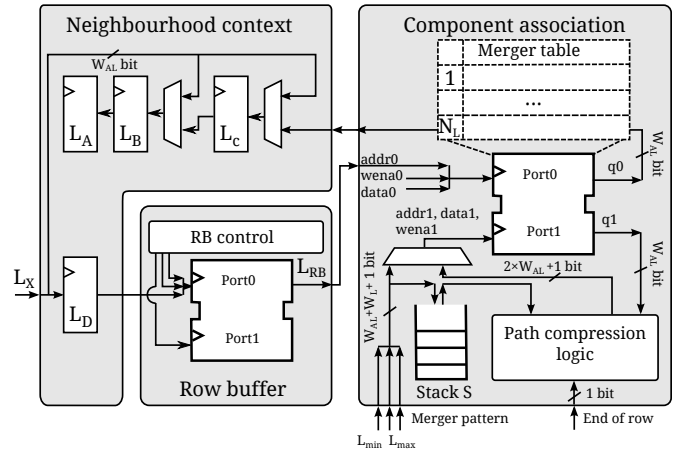 Neighbourhood context
Component association
W_AL bit
Merger table
1
...
N_L
L_A
L_B
L_c
W_AL bit
addr0
wena0
data0
Port0
q0
addr1, data1,
wena1
Port1
q1
RB control
L_RB
L_X
L_D
Port0
Port1
Row buffer
W_AL+W_L+ 1 bit
2×W_AL+1 bit
W_AL bit
Path compression
logic
Stack S
1 bit
Merger pattern
End of row
L_min
L_max